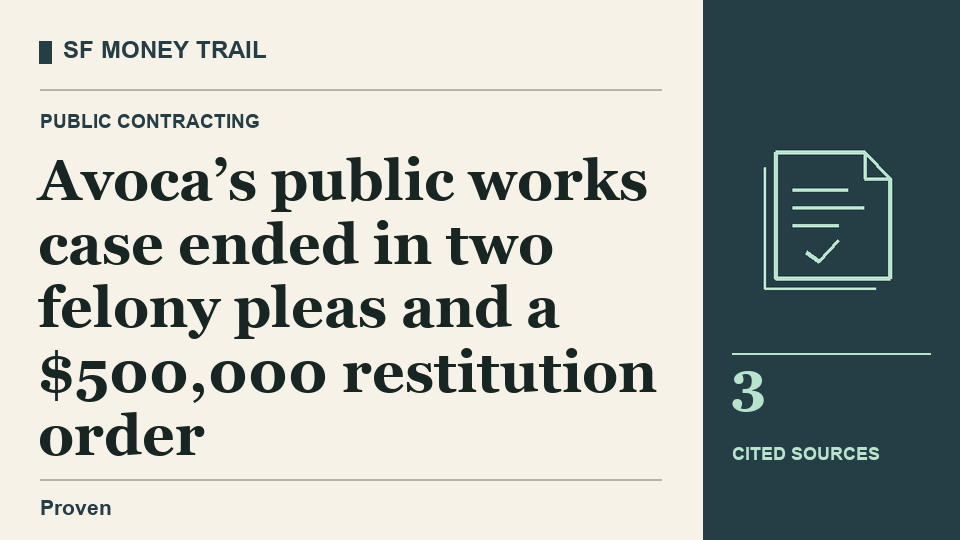 SF MONEY TRAIL
PUBLIC CONTRACTING
Avoca’s public works
case ended in two
felony pleas and a
$500,000 restitution
order
Proven
3
CITED SOURCES